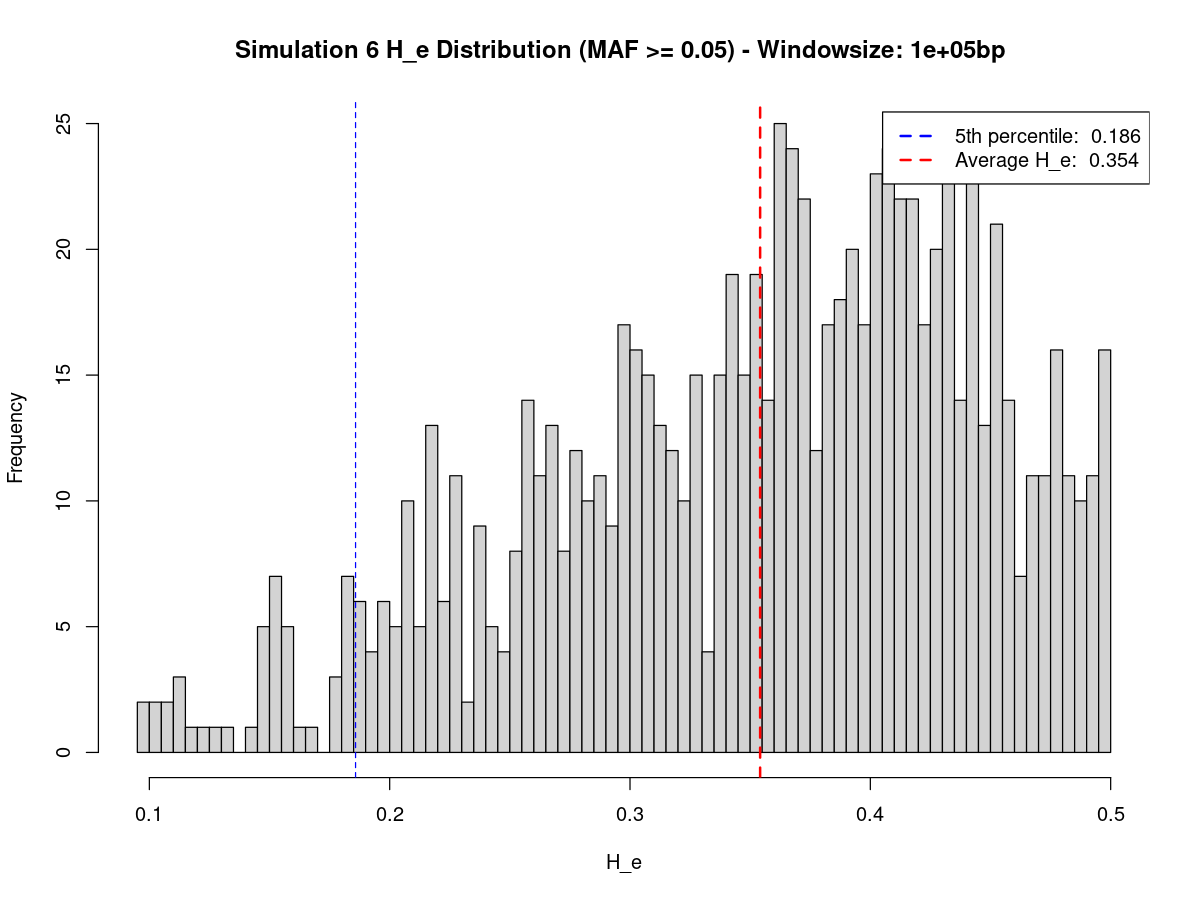 Simulation 6 H_e Distribution (MAF >= 0.05) - Windowsize: 1e+05bp
5th percentile: 0.186
Average H_e: 0.354
Frequency
25
20
15
10
5
0
0.1 0.2 0.3 0.4 0.5
H_e